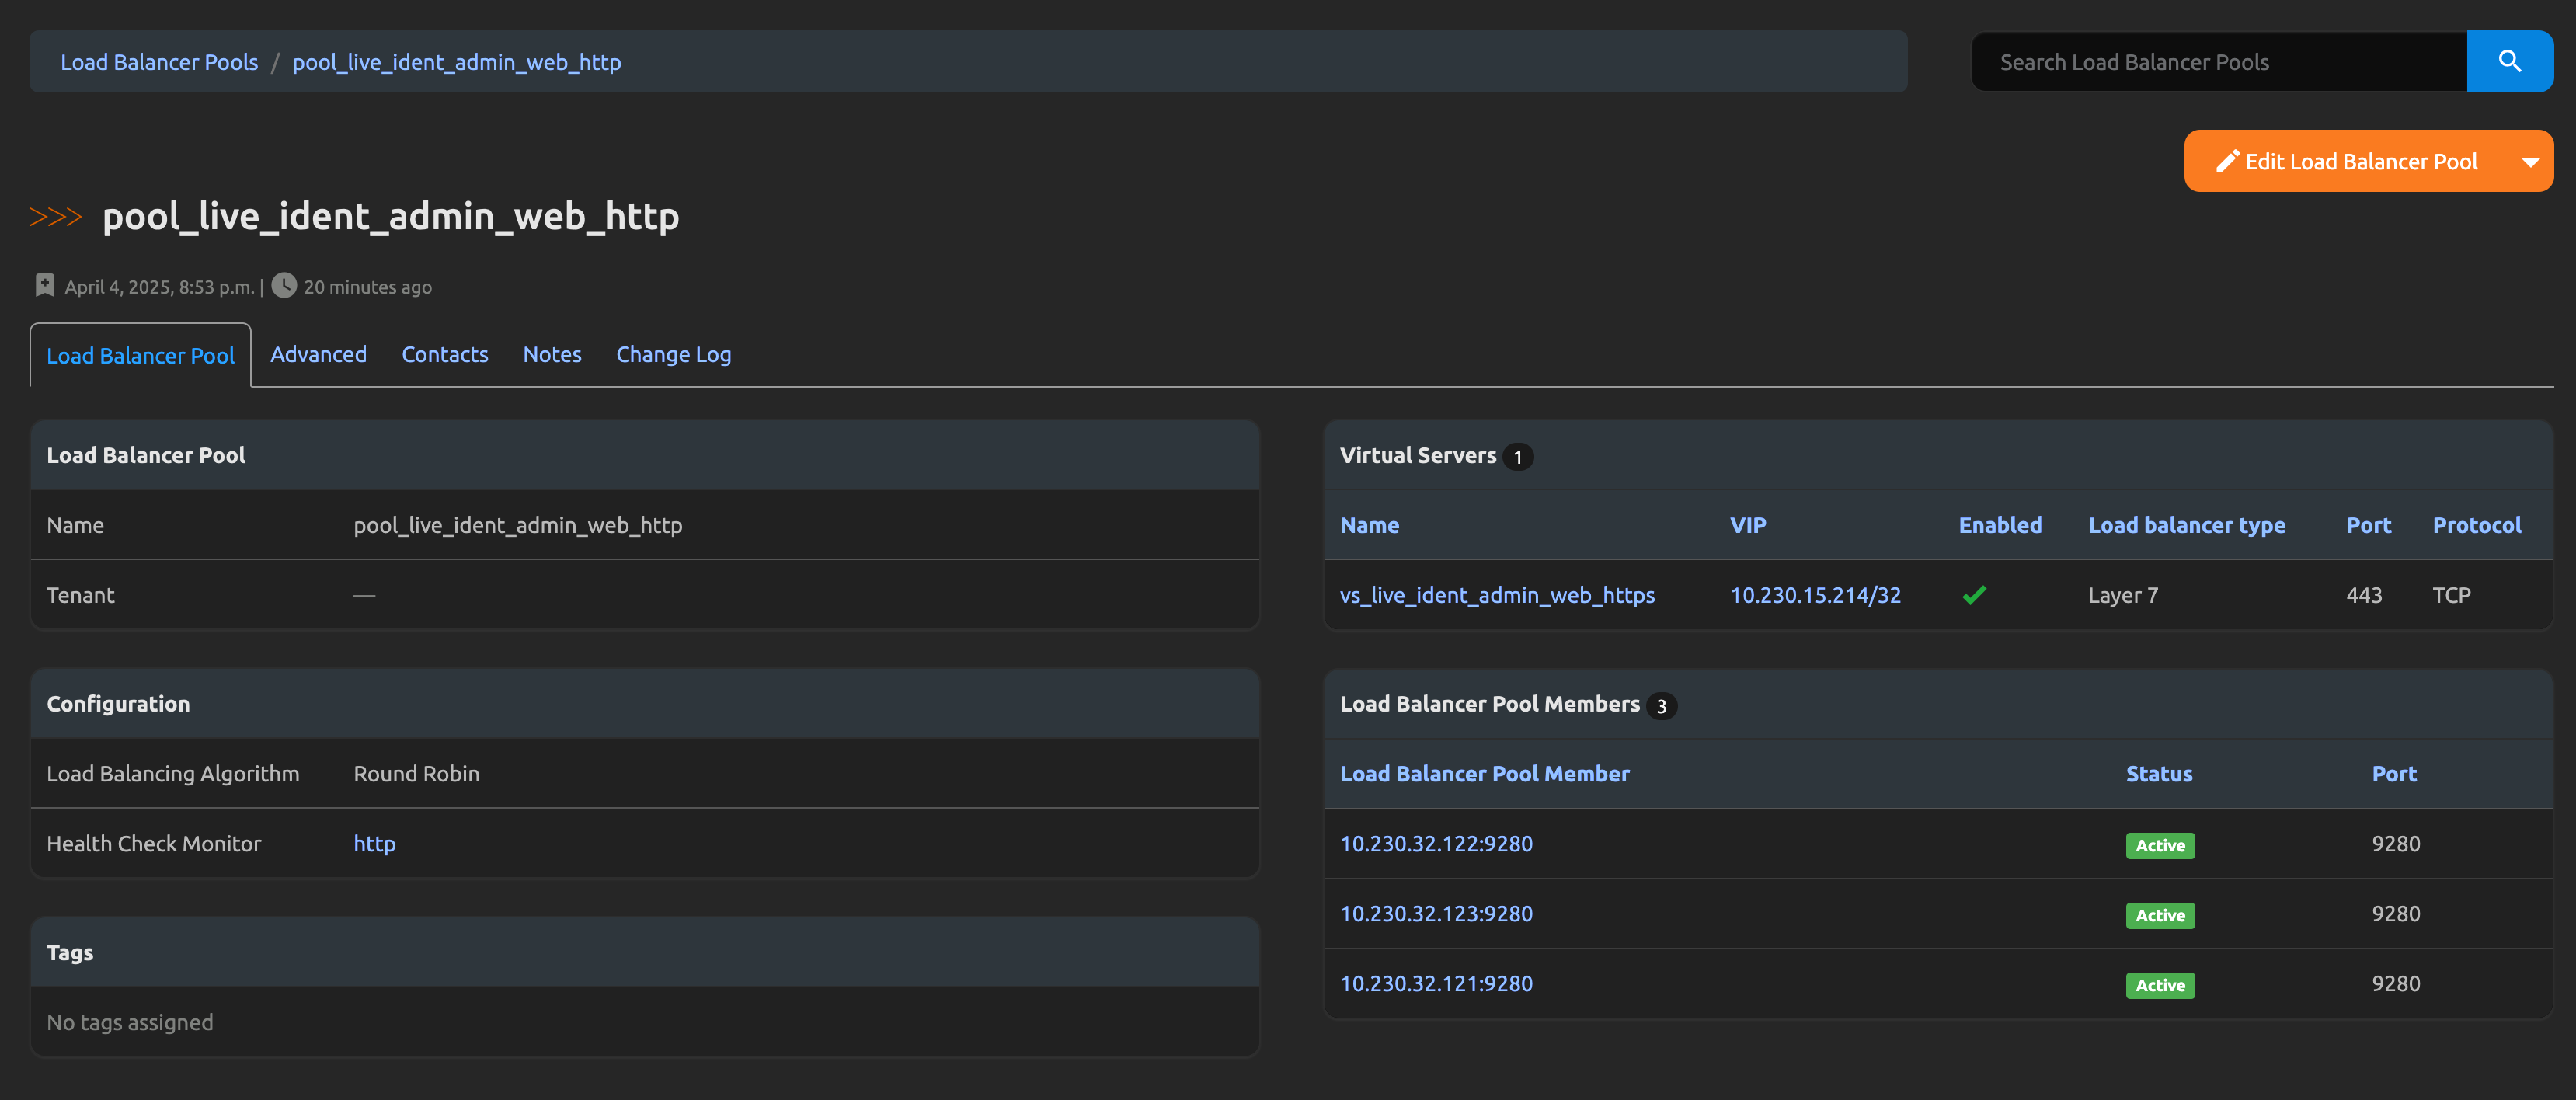 Load Balancer Pools / pool_live_ident_admin_web_http
Search Load Balancer Pools
Edit Load Balancer Pool
>>> pool_live_ident_admin_web_http
April 4, 2025, 8:53 p.m. | 20 minutes ago
Load Balancer Pool Advanced Contacts Notes Change Log
Load Balancer Pool
Name pool_live_ident_admin_web_http
Tenant —
Configuration
Load Balancing Algorithm Round Robin
Health Check Monitor http
Tags
No tags assigned
Virtual Servers 1
Name VIP Enabled Load balancer type Port Protocol
vs_live_ident_admin_web_https 10.230.15.214/32 ✔ Layer 7 443 TCP
Load Balancer Pool Members 3
Load Balancer Pool Member Status Port
10.230.32.122:9280 Active 9280
10.230.32.123:9280 Active 9280
10.230.32.121:9280 Active 9280